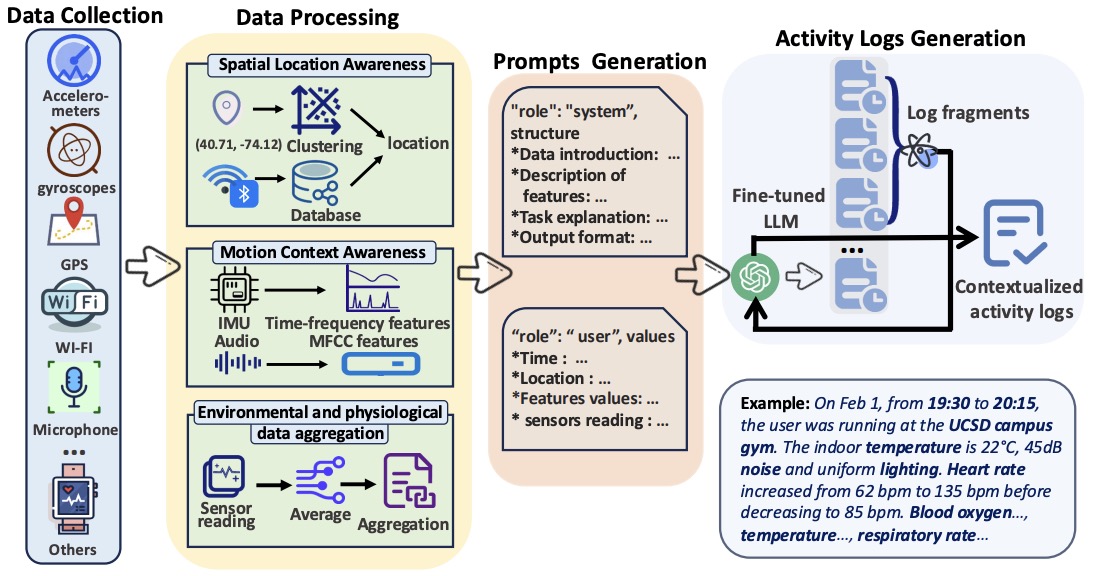 Data Collection
Accelero-
meters
gyroscopes
GPS
Wi Fi
WI-FI
Microphone
...
Others
Data Processing
Spatial Location Awareness
(40.71, -74.12)
Clustering
location
Database
Motion Context Awareness
IMU
Audio
Time-frequency features
MFCC features
Environmental and physiological
data aggregation
Sensor
reading
Average
Aggregation
Prompts Generation
"role": "system",
structure
*Data introduction: ...
*Description of
features: ...
*Task explanation: ...
*Output format: ...
"role": " user", values
*Time : ...
*Location : ...
*Features values: ...
* sensors reading : ...
Activity Logs Generation
Log fragments
Fine-tuned
LLM
...
Contextualized
activity logs
Example: On Feb 1, from 19:30 to 20:15,
the user was running at the UCSD campus
gym. The indoor temperature is 22°C, 45dB
noise and uniform lighting. Heart rate
increased from 62 bpm to 135 bpm before
decreasing to 85 bpm. Blood oxygen...,
temperature..., respiratory rate...